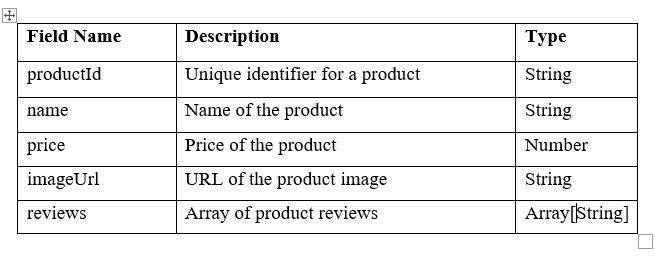 Field Name Description Type
productId Unique identifier for a product String
name Name of the product String
price Price of the product Number
imageUrl URL of the product image String
reviews Array of product reviews Array[String]